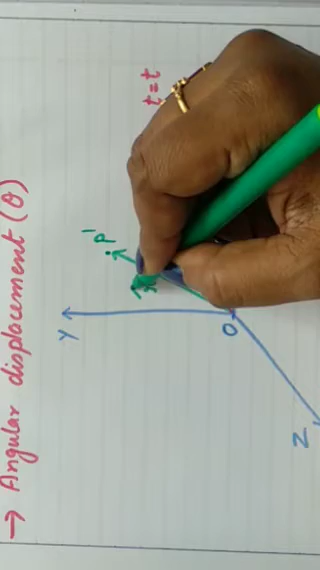 → Angular displacement (θ)
t=t
P'
Y
O
Z